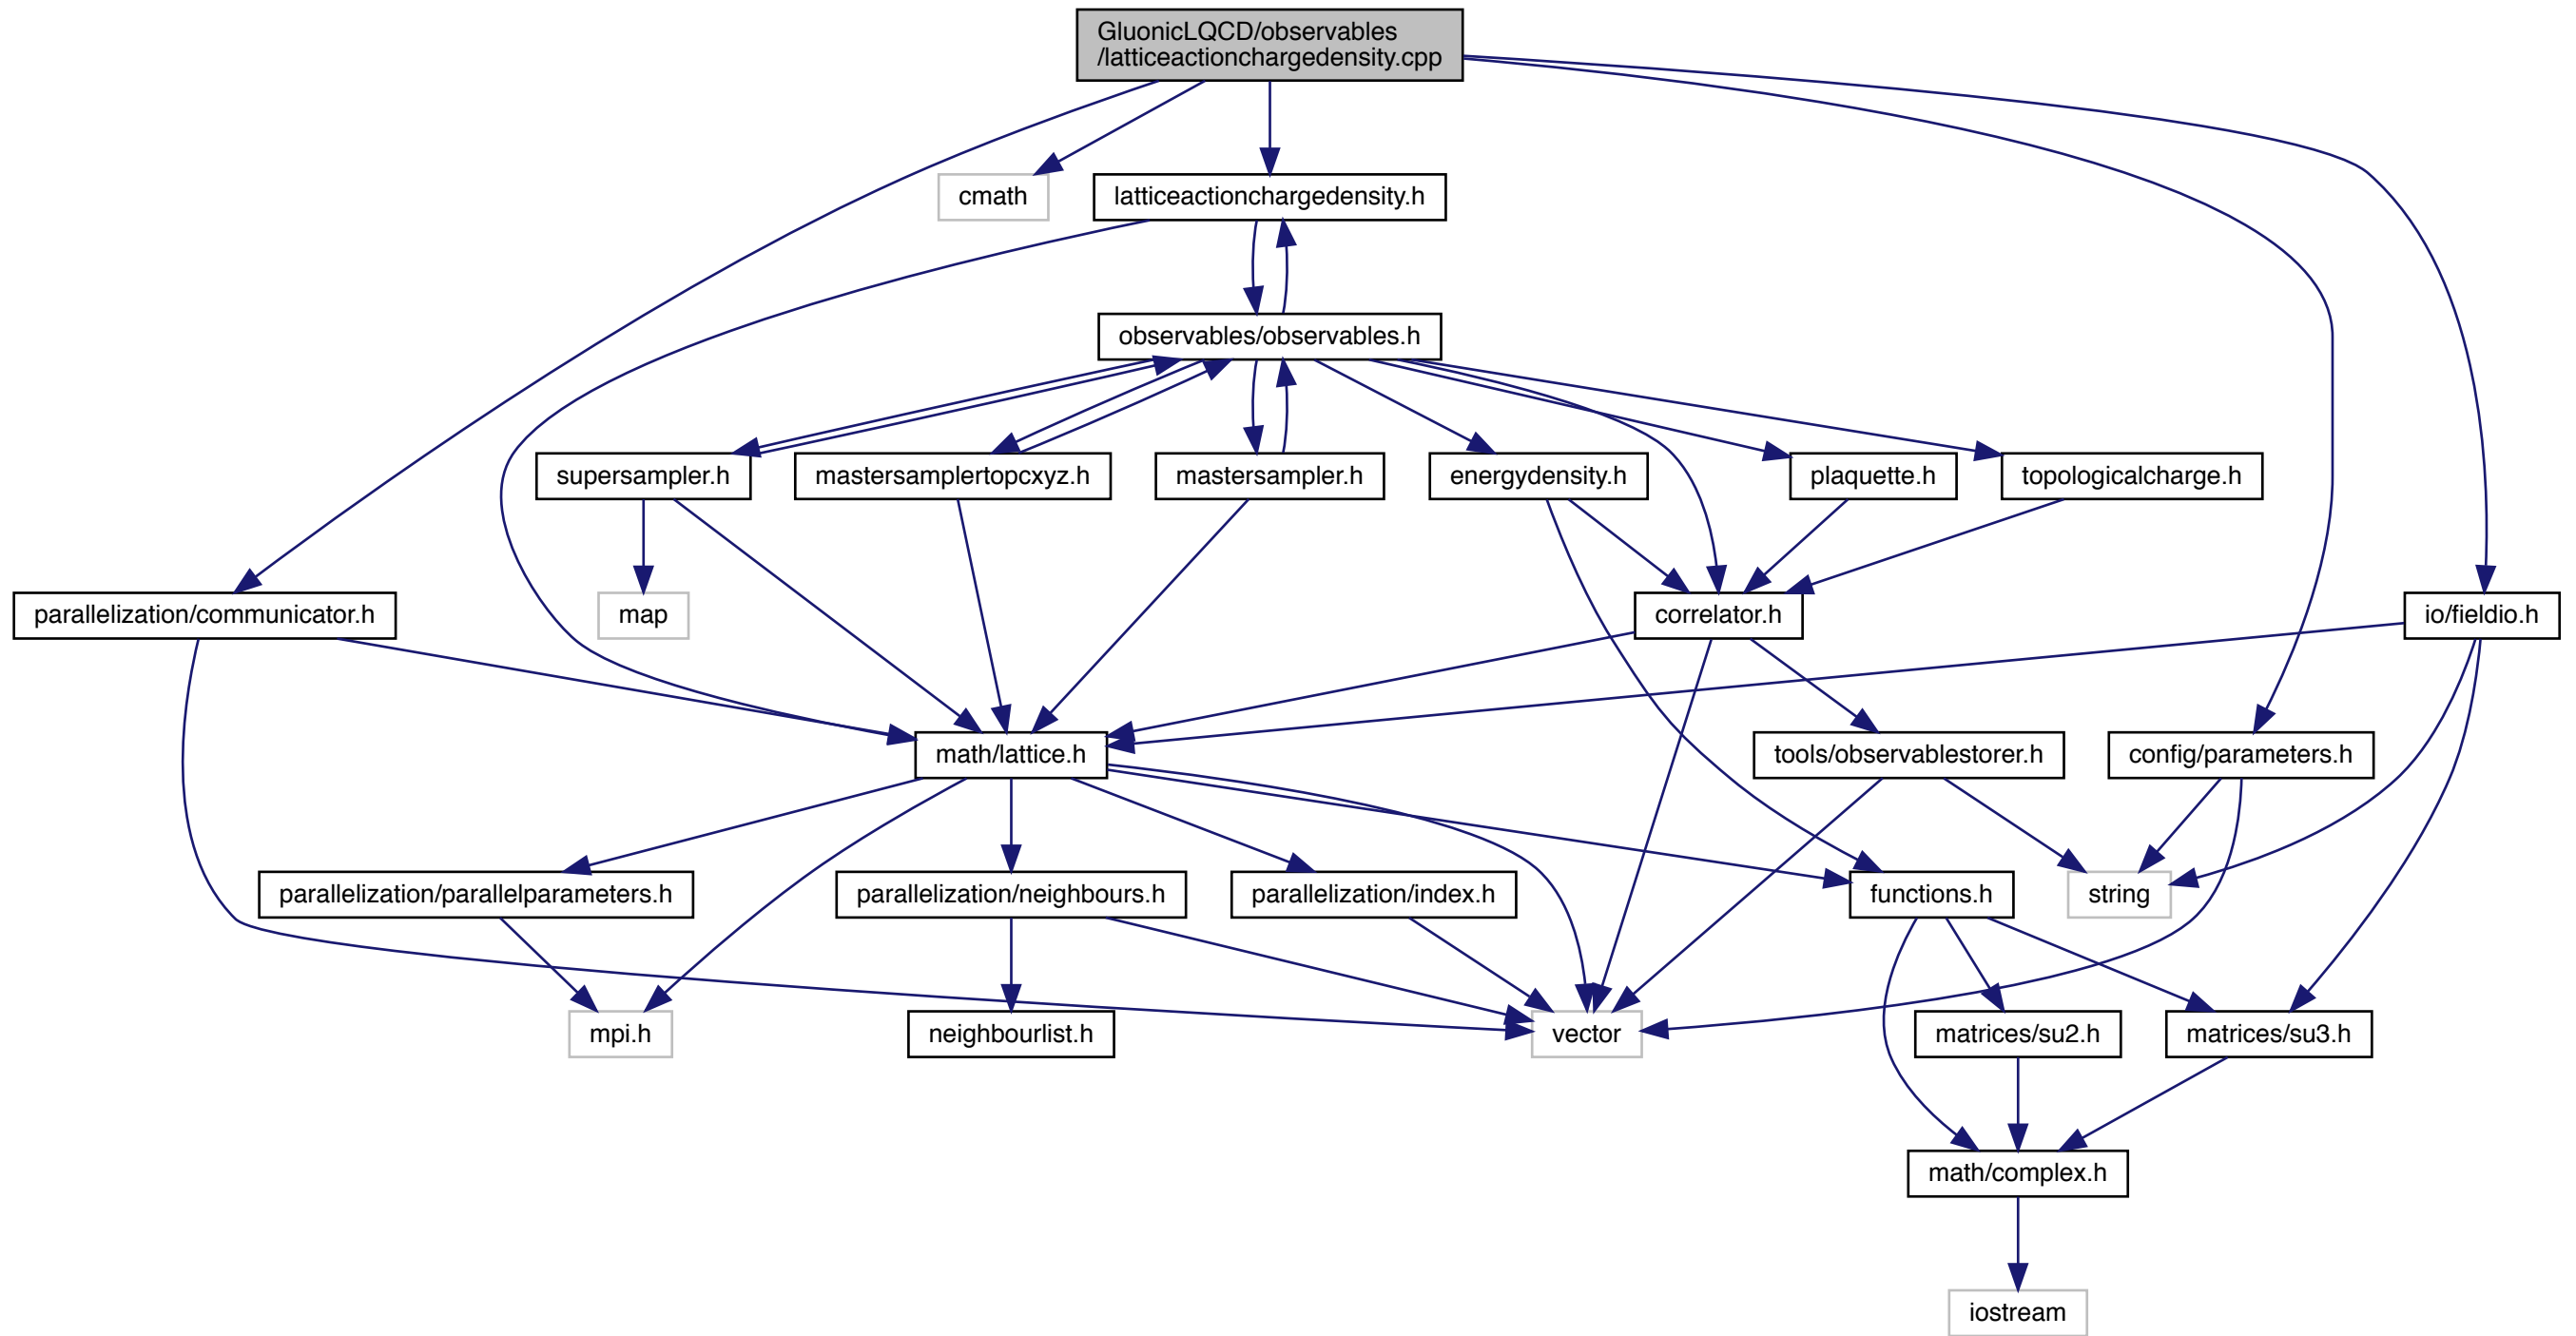 GluonicLQCD/observables
/latticeactionchargedensity.cpp
cmath
latticeactionchargedensity.h
observables/observables.h
supersampler.h
mastersamplertopcxyz.h
mastersampler.h
energydensity.h
plaquette.h
topologicalcharge.h
parallelization/communicator.h
map
correlator.h
io/fieldio.h
math/lattice.h
tools/observablestorer.h
config/parameters.h
parallelization/parallelparameters.h
parallelization/neighbours.h
parallelization/index.h
functions.h
string
mpi.h
neighbourlist.h
vector
matrices/su2.h
matrices/su3.h
math/complex.h
iostream